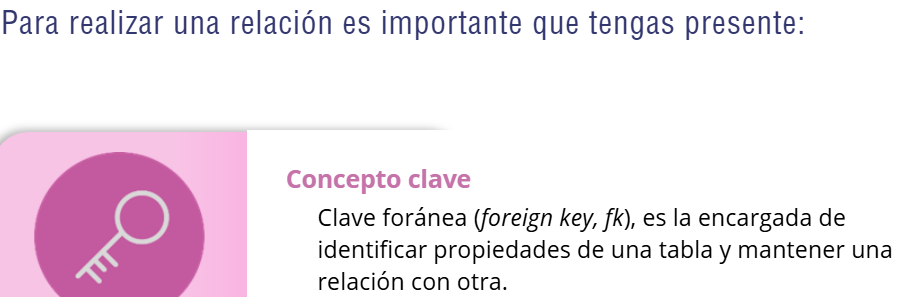 Para realizar una relación es importante que tengas presente:
Concepto clave
Clave foránea (foreign key, fk), es la encargada de
identificar propiedades de una tabla y mantener una
relación con otra.